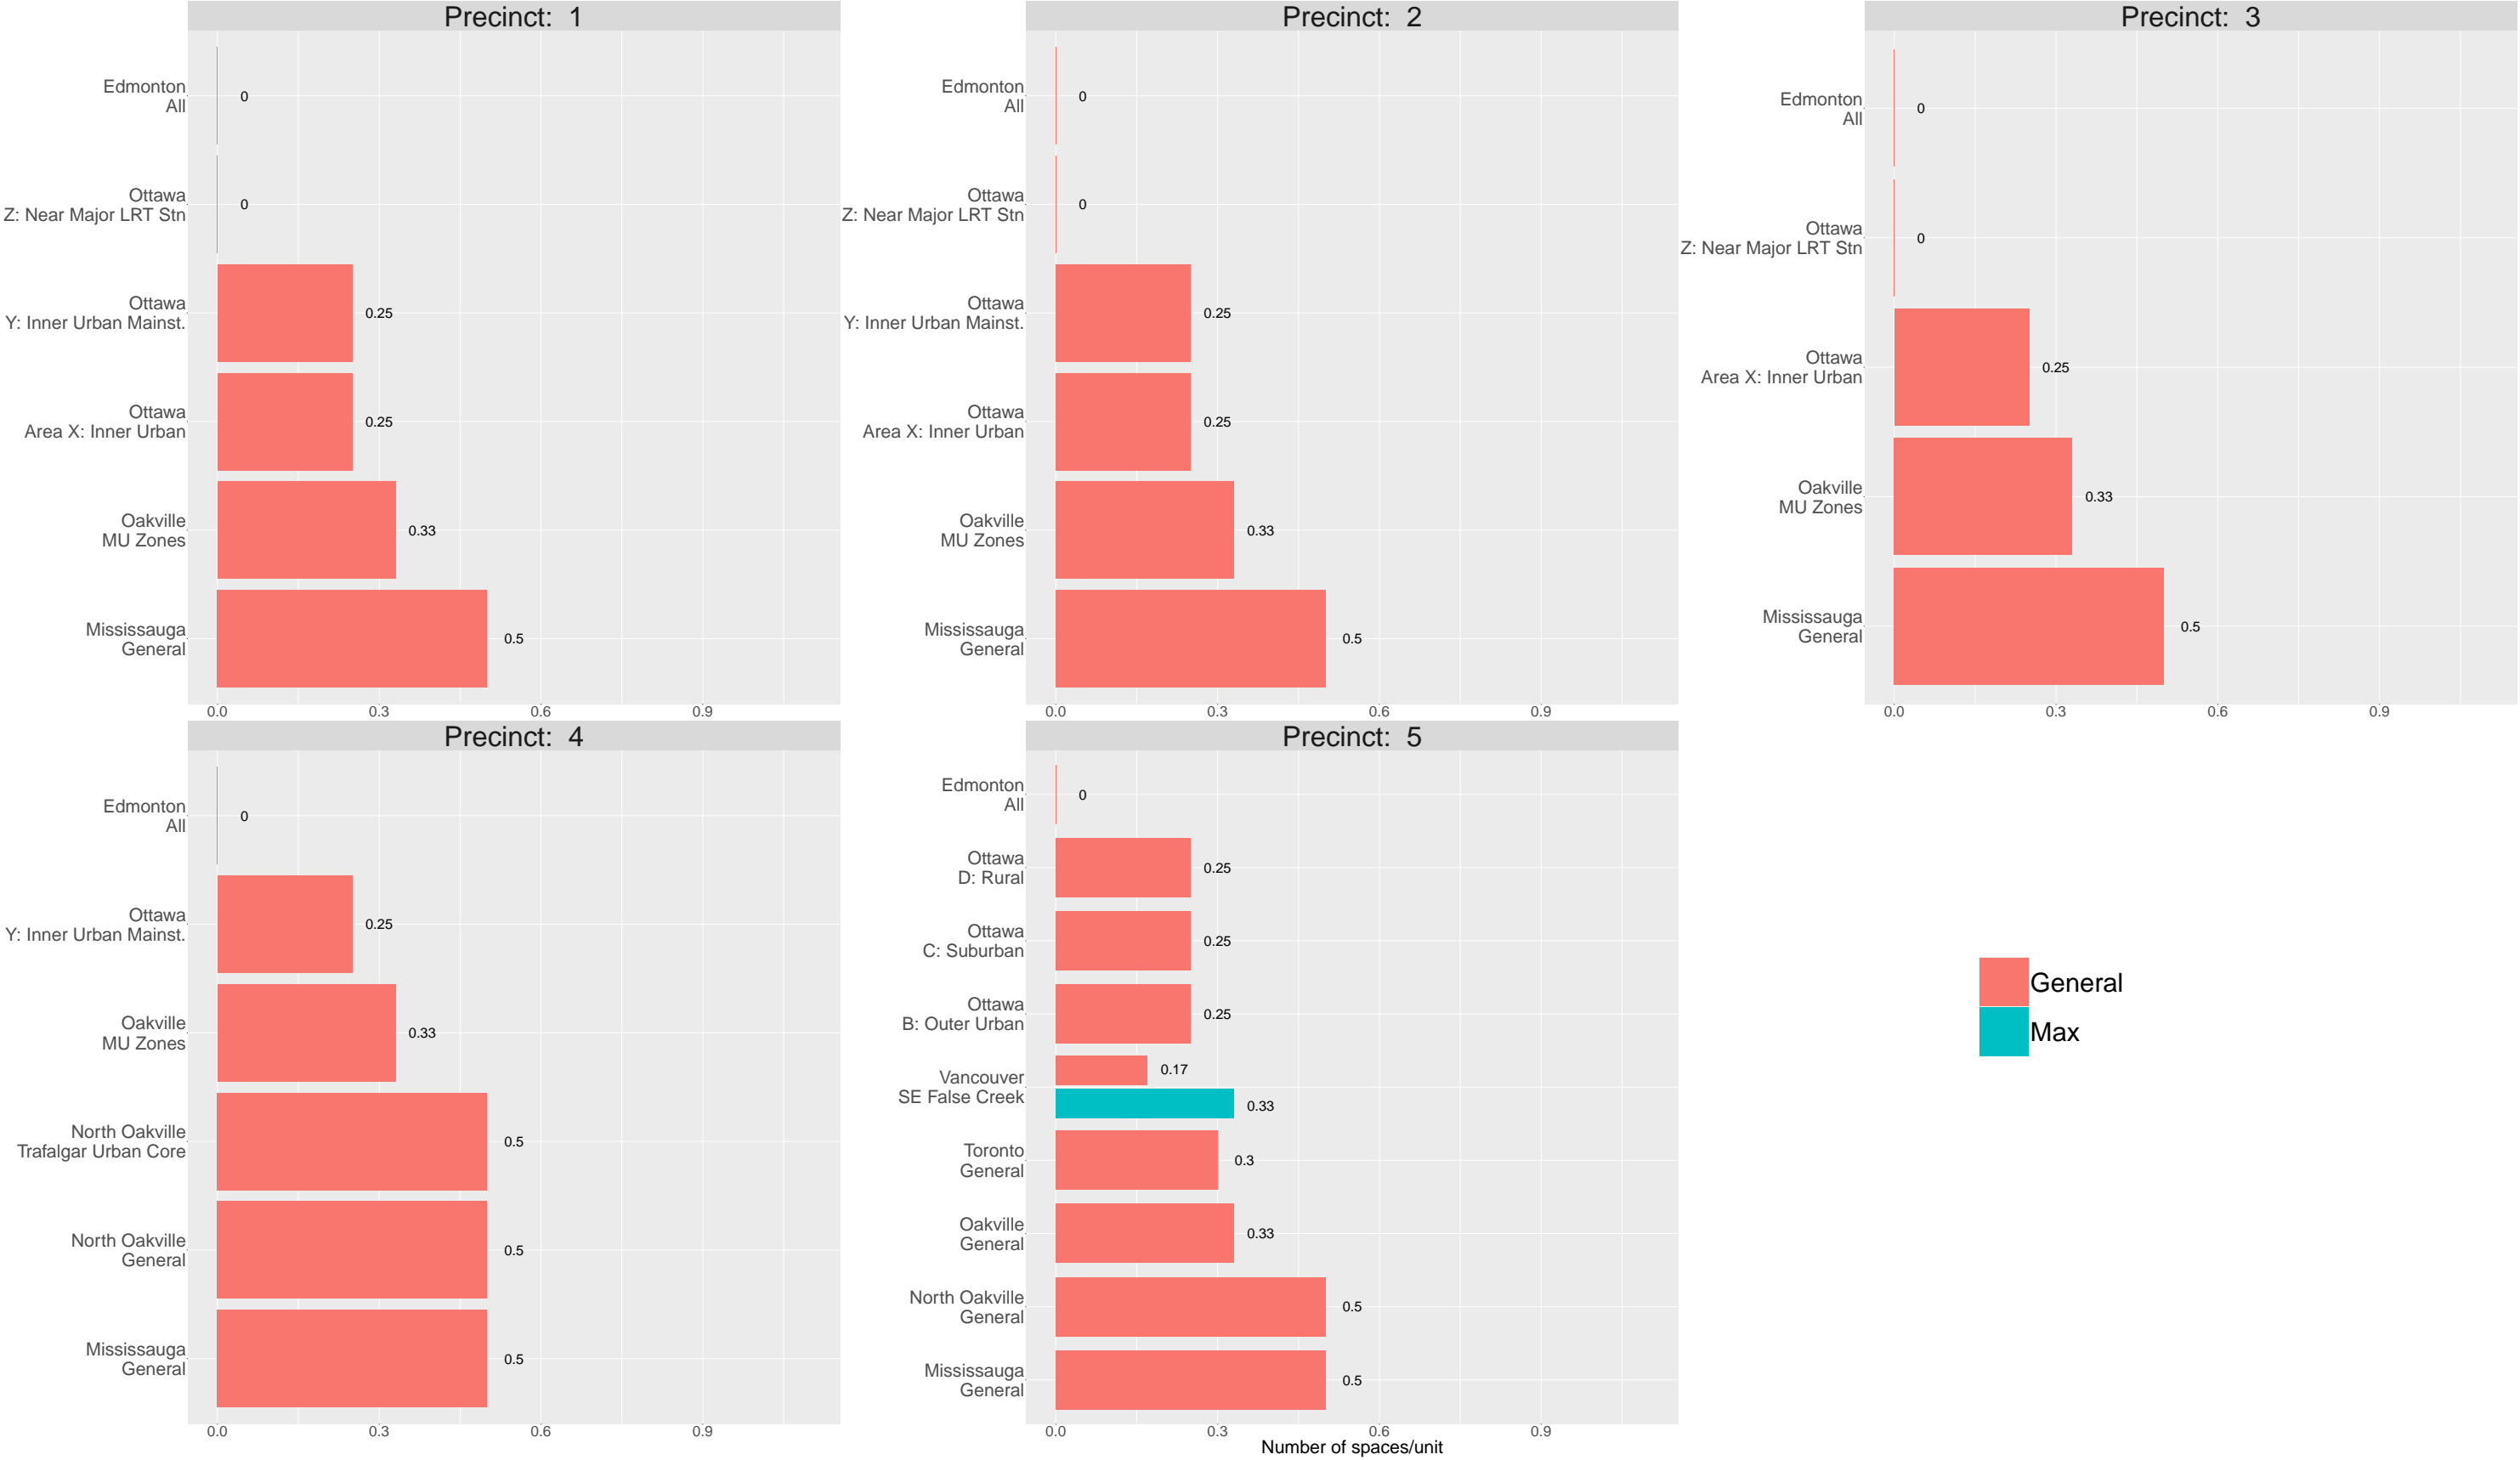 Precinct:  1
Edmonton
All
0
Ottawa
Z: Near Major LRT Stn
0
Ottawa
Y: Inner Urban Mainst.
0.25
Ottawa
Area X: Inner Urban
0.25
Oakville
MU Zones
0.33
Mississauga
General
0.5
0.0 0.3 0.6 0.9
Precinct:  2
Edmonton
All
0
Ottawa
Z: Near Major LRT Stn
0
Ottawa
Y: Inner Urban Mainst.
0.25
Ottawa
Area X: Inner Urban
0.25
Oakville
MU Zones
0.33
Mississauga
General
0.5
0.0 0.3 0.6 0.9
Precinct:  3
Edmonton
All
0
Ottawa
Z: Near Major LRT Stn
0
Ottawa
Area X: Inner Urban
0.25
Oakville
MU Zones
0.33
Mississauga
General
0.5
0.0 0.3 0.6 0.9
Precinct:  4
Edmonton
All
0
Ottawa
Y: Inner Urban Mainst.
0.25
Oakville
MU Zones
0.33
North Oakville
Trafalgar Urban Core
0.5
North Oakville
General
0.5
Mississauga
General
0.5
0.0 0.3 0.6 0.9
Precinct:  5
Edmonton
All
0
Ottawa
D: Rural
0.25
Ottawa
C: Suburban
0.25
Ottawa
B: Outer Urban
0.25
Vancouver
SE False Creek
0.17
0.33
Toronto
General
0.3
Oakville
General
0.33
North Oakville
General
0.5
Mississauga
General
0.5
0.0 0.3 0.6 0.9
Number of spaces/unit
General
Max